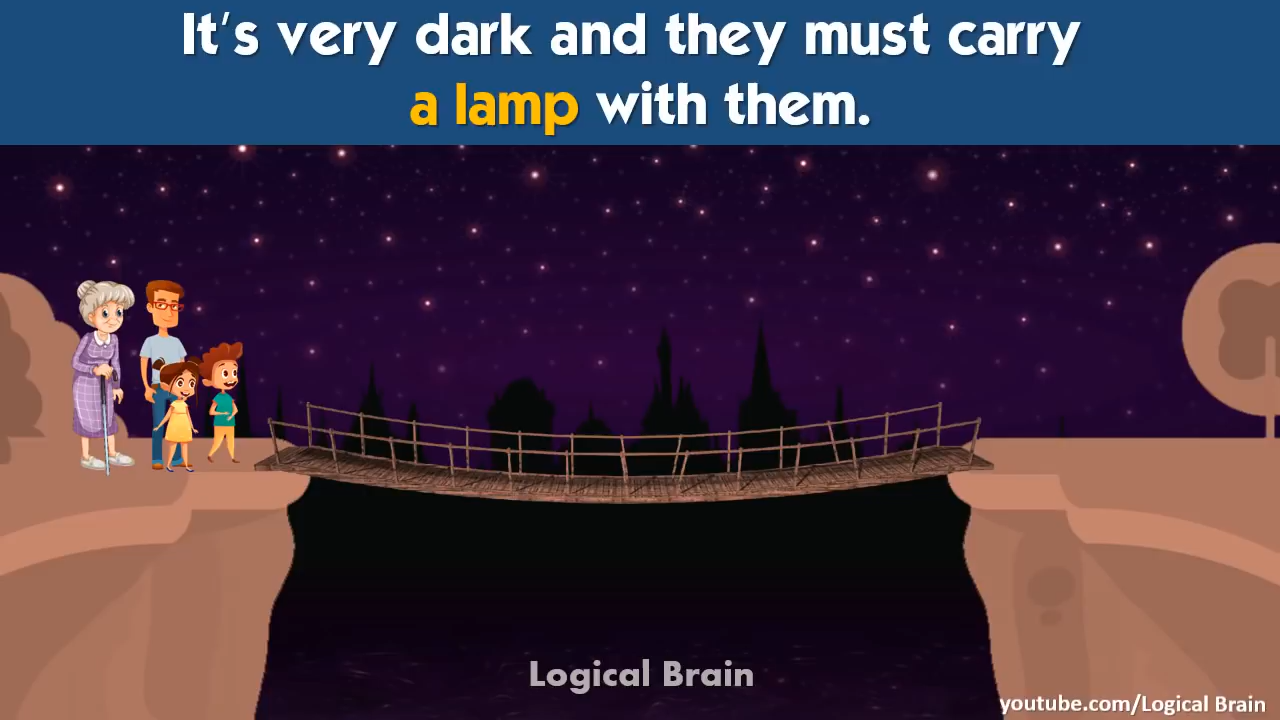 It's very dark and they must carry
a lamp with them.
Logical Brain
youtube.com/Logical Brain